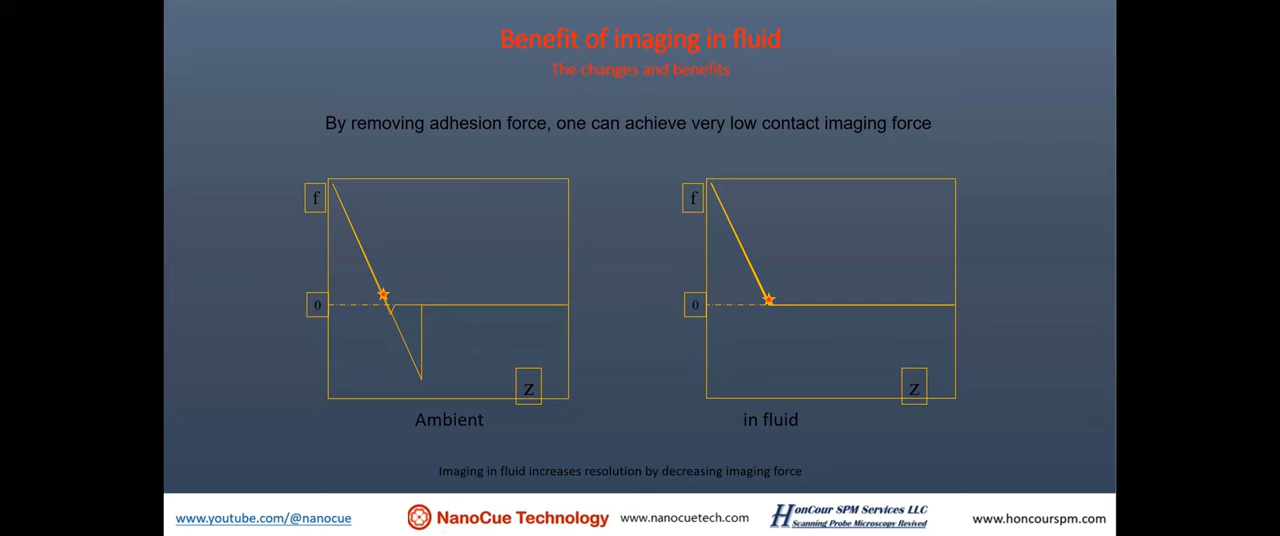 Benefit of imaging in fluid
The changes and benefits
By removing adhesion force, one can achieve very low contact imaging force
f
0
Z
Ambient
f
0
Z
in fluid
Imaging in fluid increases resolution by decreasing imaging force
www.youtube.com/@nanocue
NanoCue Technology
www.nanocuetech.com
HonCour SPM Services LLC
Scanning Probe Microscopy Revived
www.honcourspm.com